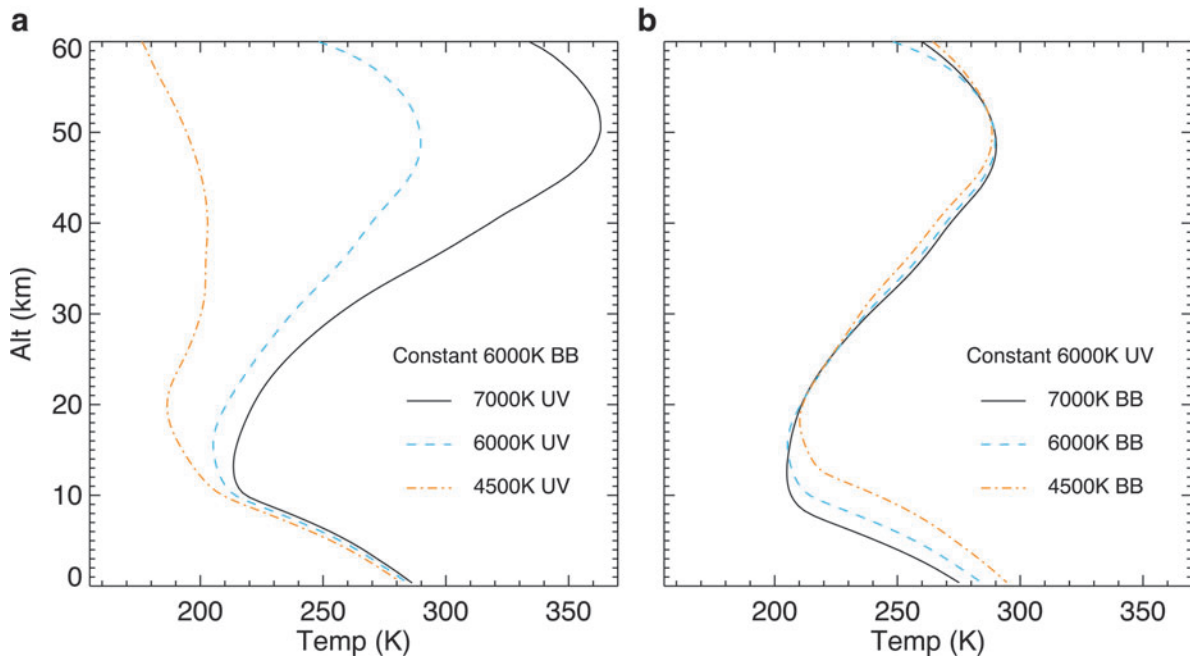 a
60
50
40
30
20
10
0
Alt (km)
Constant 6000K BB
7000K UV
6000K UV
4500K UV
200 250 300 350
Temp (K)
b
Constant 6000K UV
7000K BB
6000K BB
4500K BB
200 250 300 350
Temp (K)